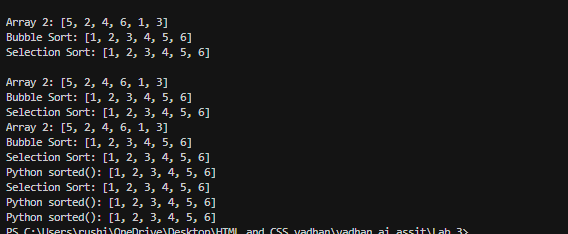 Array 2: [5, 2, 4, 6, 1, 3]
Bubble Sort: [1, 2, 3, 4, 5, 6]
Selection Sort: [1, 2, 3, 4, 5, 6]
Array 2: [5, 2, 4, 6, 1, 3]
Bubble Sort: [1, 2, 3, 4, 5, 6]
Selection Sort: [1, 2, 3, 4, 5, 6]
Array 2: [5, 2, 4, 6, 1, 3]
Bubble Sort: [1, 2, 3, 4, 5, 6]
Selection Sort: [1, 2, 3, 4, 5, 6]
Python sorted(): [1, 2, 3, 4, 5, 6]
Selection Sort: [1, 2, 3, 4, 5, 6]
Python sorted(): [1, 2, 3, 4, 5, 6]
Python sorted(): [1, 2, 3, 4, 5, 6]
PS C:\Users\rushi\OneDrive\Desktop\HTML and CSS vadhan\vadhan ai assit\Lab 3>